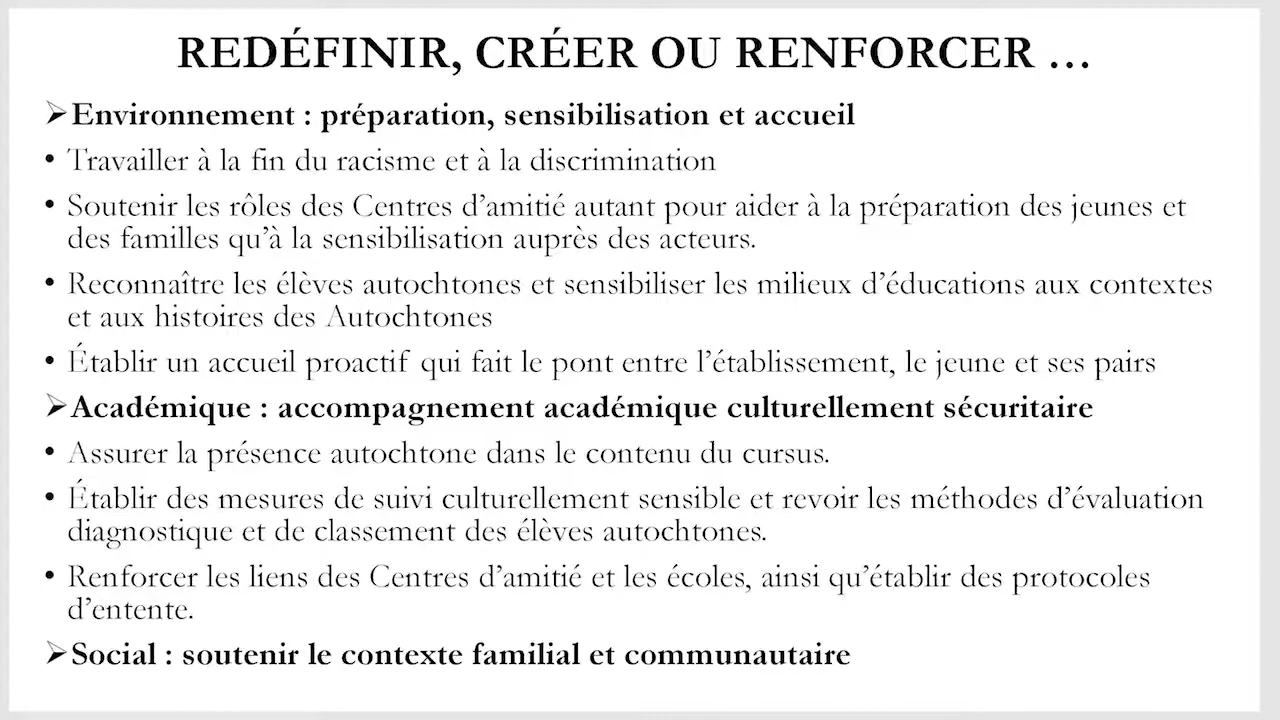 REDÉFINIR, CRÉER OU RENFORCER …
➢Environnement : préparation, sensibilisation et accueil
• Travailler à la fin du racisme et à la discrimination
• Soutenir les rôles des Centres d’amitié autant pour aider à la préparation des jeunes et
des familles qu’à la sensibilisation auprès des acteurs.
• Reconnaître les élèves autochtones et sensibiliser les milieux d’éducations aux contextes
et aux histoires des Autochtones
• Établir un accueil proactif qui fait le pont entre l’établissement, le jeune et ses pairs
➢Académique : accompagnement académique culturellement sécuritaire
• Assurer la présence autochtone dans le contenu du cursus.
• Établir des mesures de suivi culturellement sensible et revoir les méthodes d’évaluation
diagnostique et de classement des élèves autochtones.
• Renforcer les liens des Centres d’amitié et les écoles, ainsi qu’établir des protocoles
d’entente.
➢Social : soutenir le contexte familial et communautaire